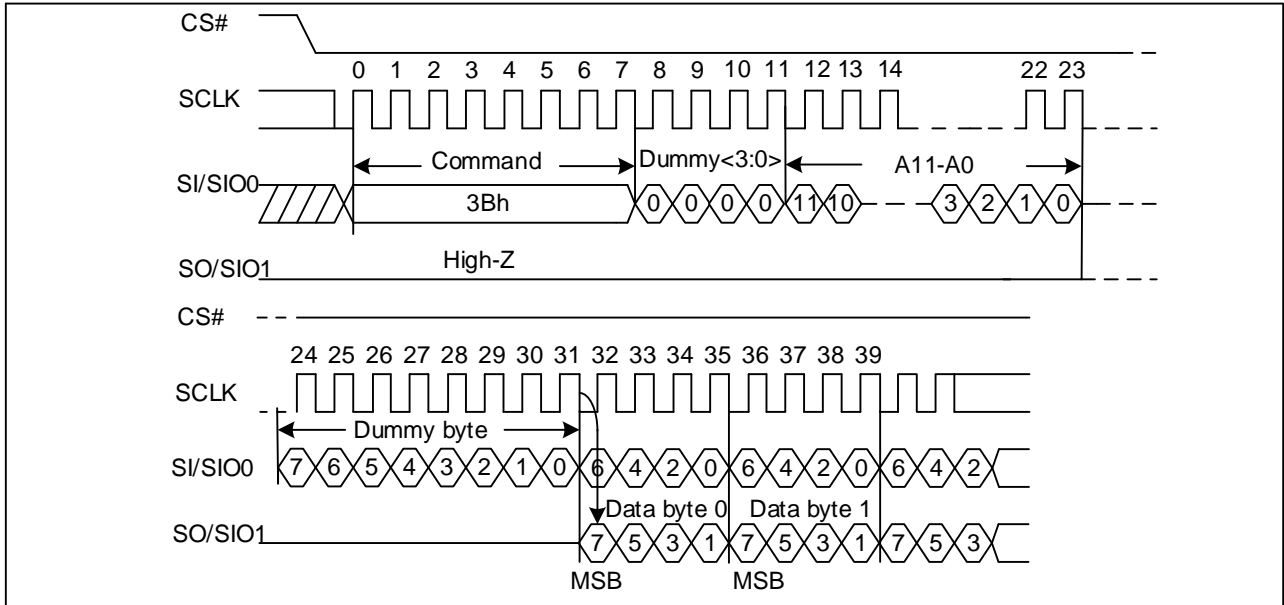 CS#
0 1 2 3 4 5 6 7 8 9 10 11 12 13 14 22 23
SCLK
Command Dummy<3:0> A11-A0
SI/SIO0 3Bh 0 0 0 0 11 10 3 2 1 0
High-Z
SO/SIO1
CS#
24 25 26 27 28 29 30 31 32 33 34 35 36 37 38 39
SCLK
Dummy byte
SI/SIO0 7 6 5 4 3 2 1 0 6 4 2 0 6 4 2 0 6 4 2
Data byte 0 Data byte 1
SO/SIO1 7 5 3 1 7 5 3 1 7 5 3
MSB MSB